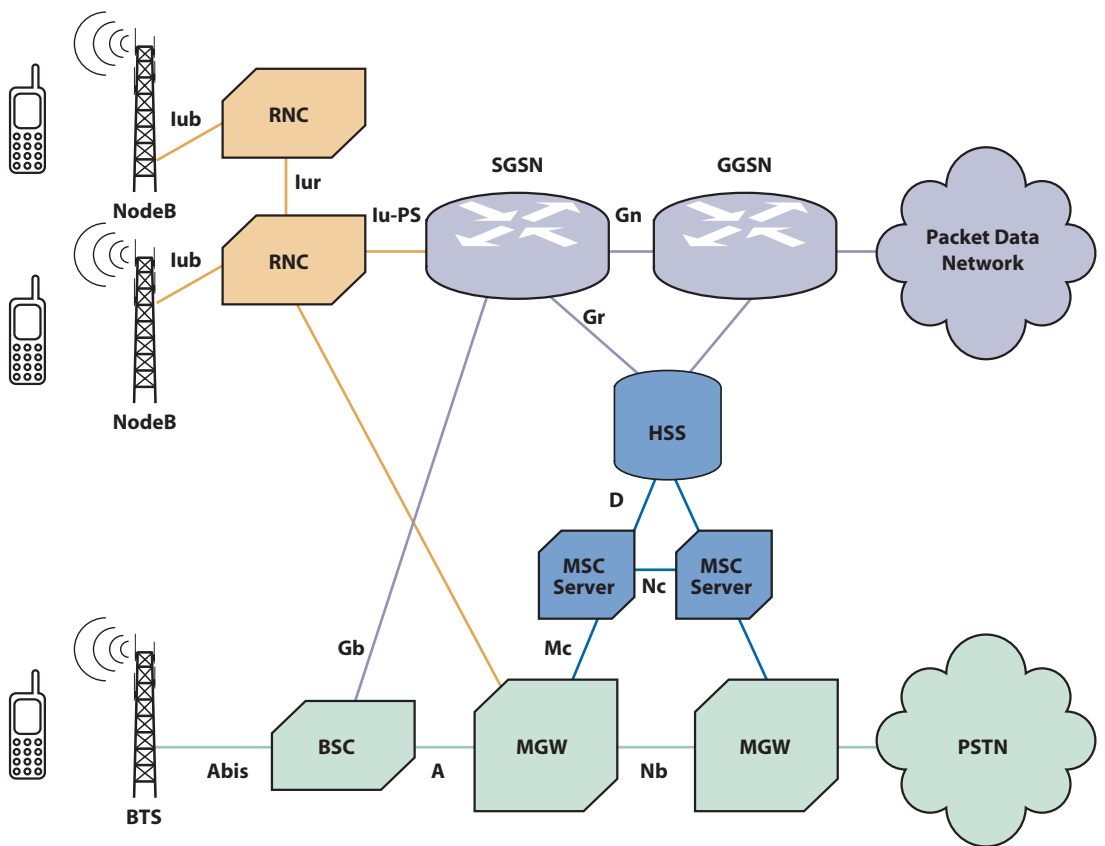 RNC
Iub
SGSN
GGSN
Iur
NodeB
Iu-PS
Gn
Iub
RNC
Packet Data
Network
Gr
NodeB
HSS
D
MSC
Server
Nc
MSC
Server
Gb
Mc
BSC
MGW
MGW
PSTN
Abis
A
Nb
BTS